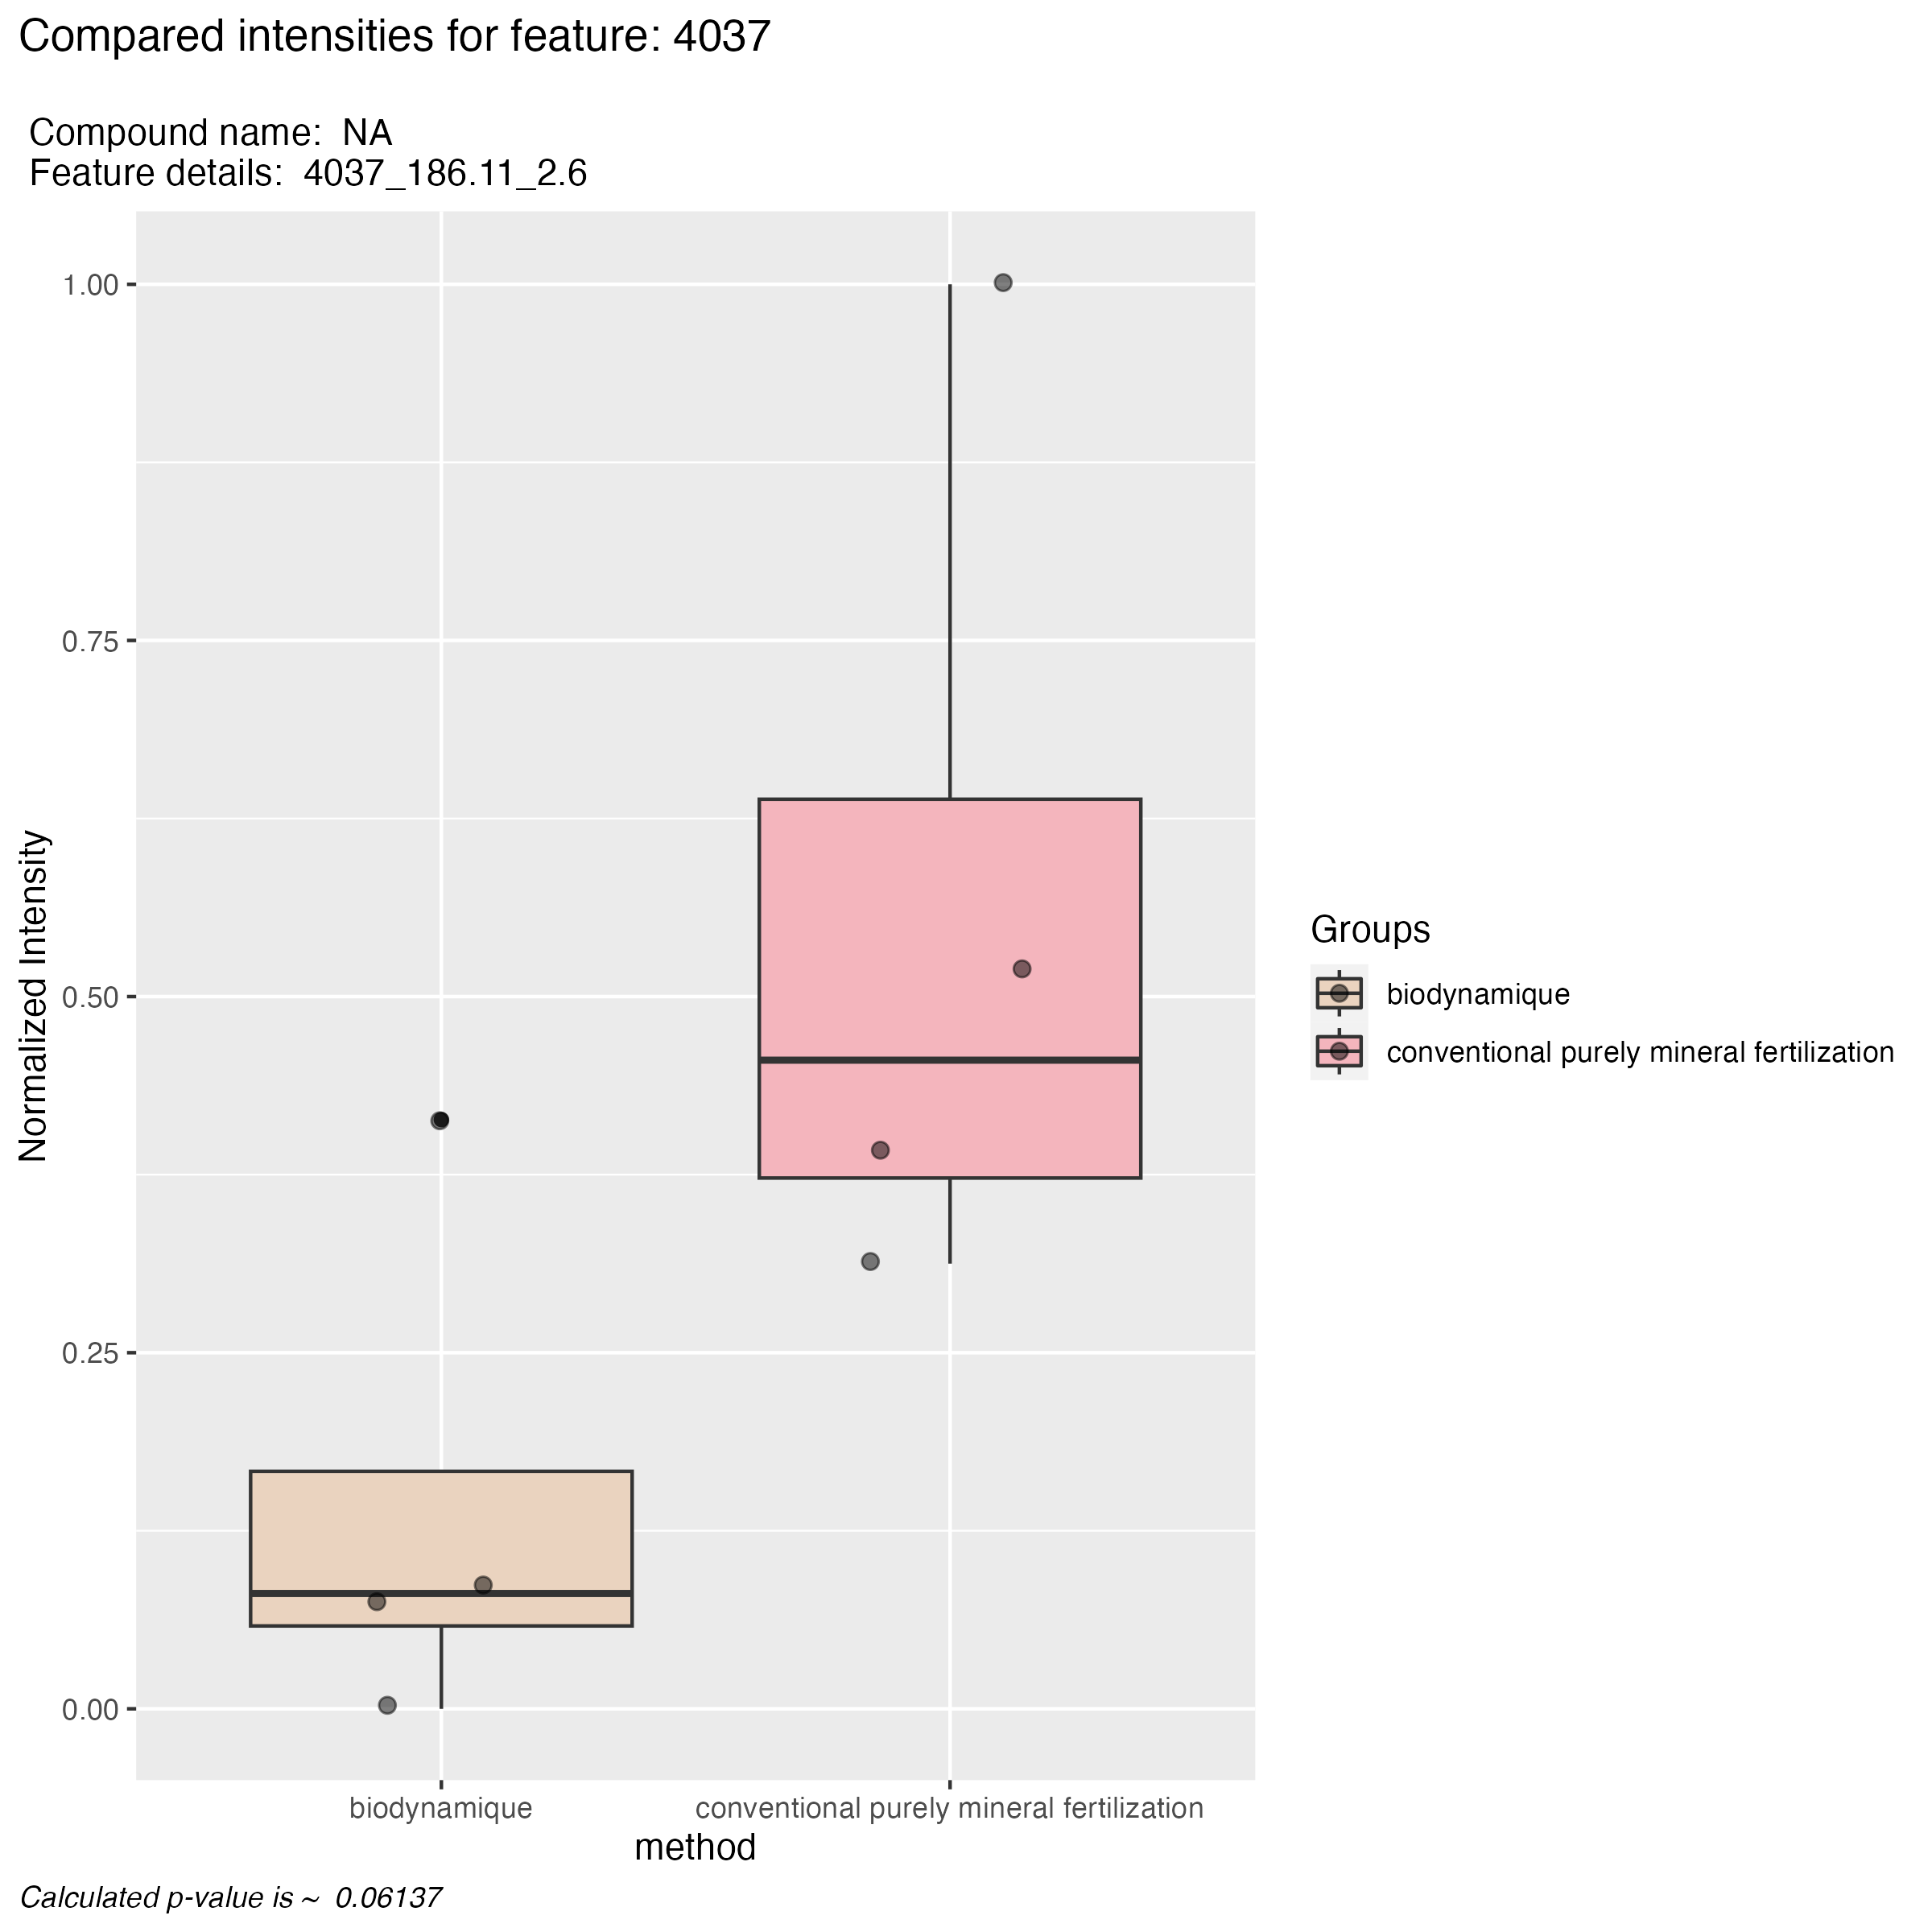 Compared intensities for feature: 4037
Compound name:  NA
Feature details:  4037_186.11_2.6
1.00
0.75
0.50
0.25
0.00
Normalized Intensity
biodynamique
conventional purely mineral fertilization
method
Groups
biodynamique
conventional purely mineral fertilization
Calculated p-value is ~  0.06137